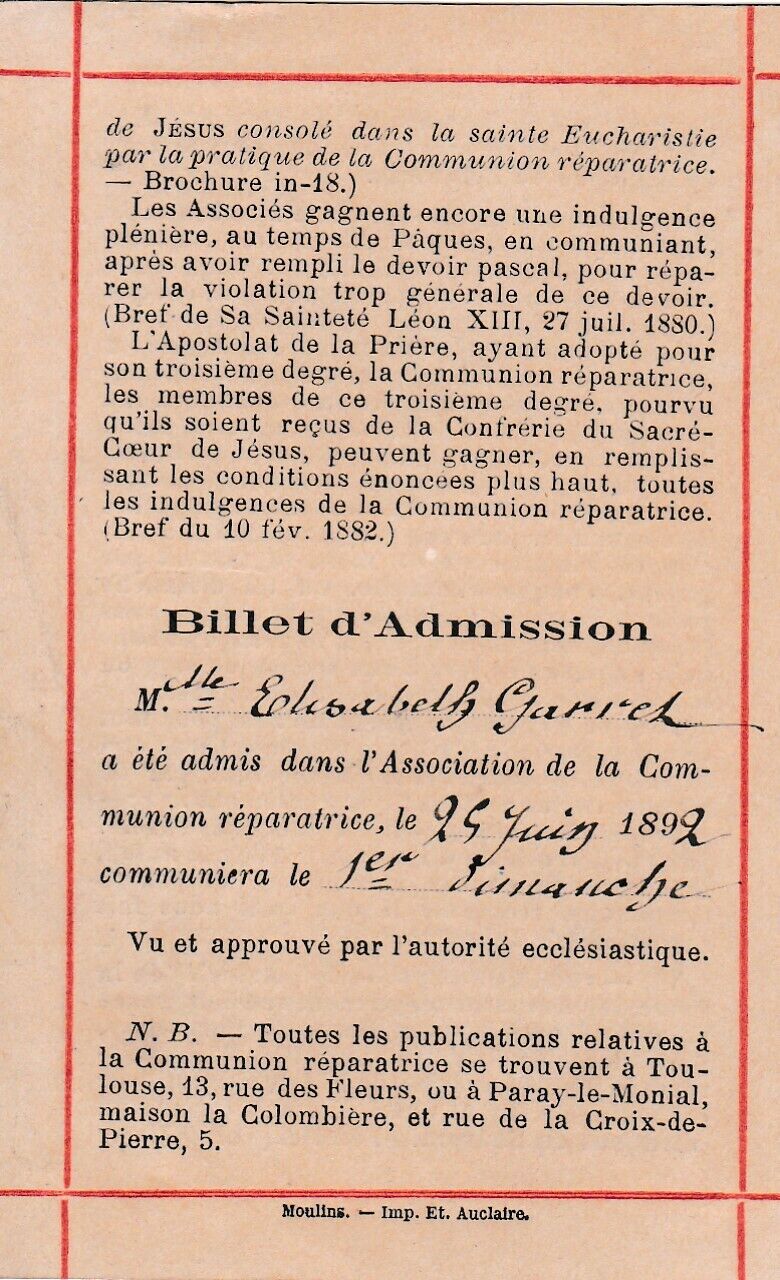 de JÉSUS consolé dans la sainte Eucharistie
par la pratique de la Communion réparatrice.
— Brochure in-18.)
Les Associés gagnent encore une indulgence
plénière, au temps de Pâques, en communiant,
après avoir rempli le devoir pascal, pour répa-
rer la violation trop générale de ce devoir.
(Bref de Sa Sainteté Léon XIII, 27 juil. 1880.)
L'Apostolat de la Prière, ayant adopté pour
son troisième degré, la Communion réparatrice,
les membres de ce troisième degré, pourvu
qu'ils soient reçus de la Confrérie du Sacré-
Cœur de Jésus, peuvent gagner, en remplis-
sant les conditions énoncées plus haut, toutes
les indulgences de la Communion réparatrice.
(Bref du 10 fév. 1882.)
Billet d'Admission
M.lle Elisabeth Garret
a été admis dans l'Association de la Com-
munion réparatrice, le 25 Juin 1892
communiera le 1er Dimanche
Vu et approuvé par l'autorité ecclésiastique.
N. B. — Toutes les publications relatives à
la Communion réparatrice se trouvent à Tou-
louse, 13, rue des Fleurs, ou à Paray-le-Monial,
maison la Colombière, et rue de la Croix-de-
Pierre, 5.
Moulins. — Imp. Et. Auclaire.